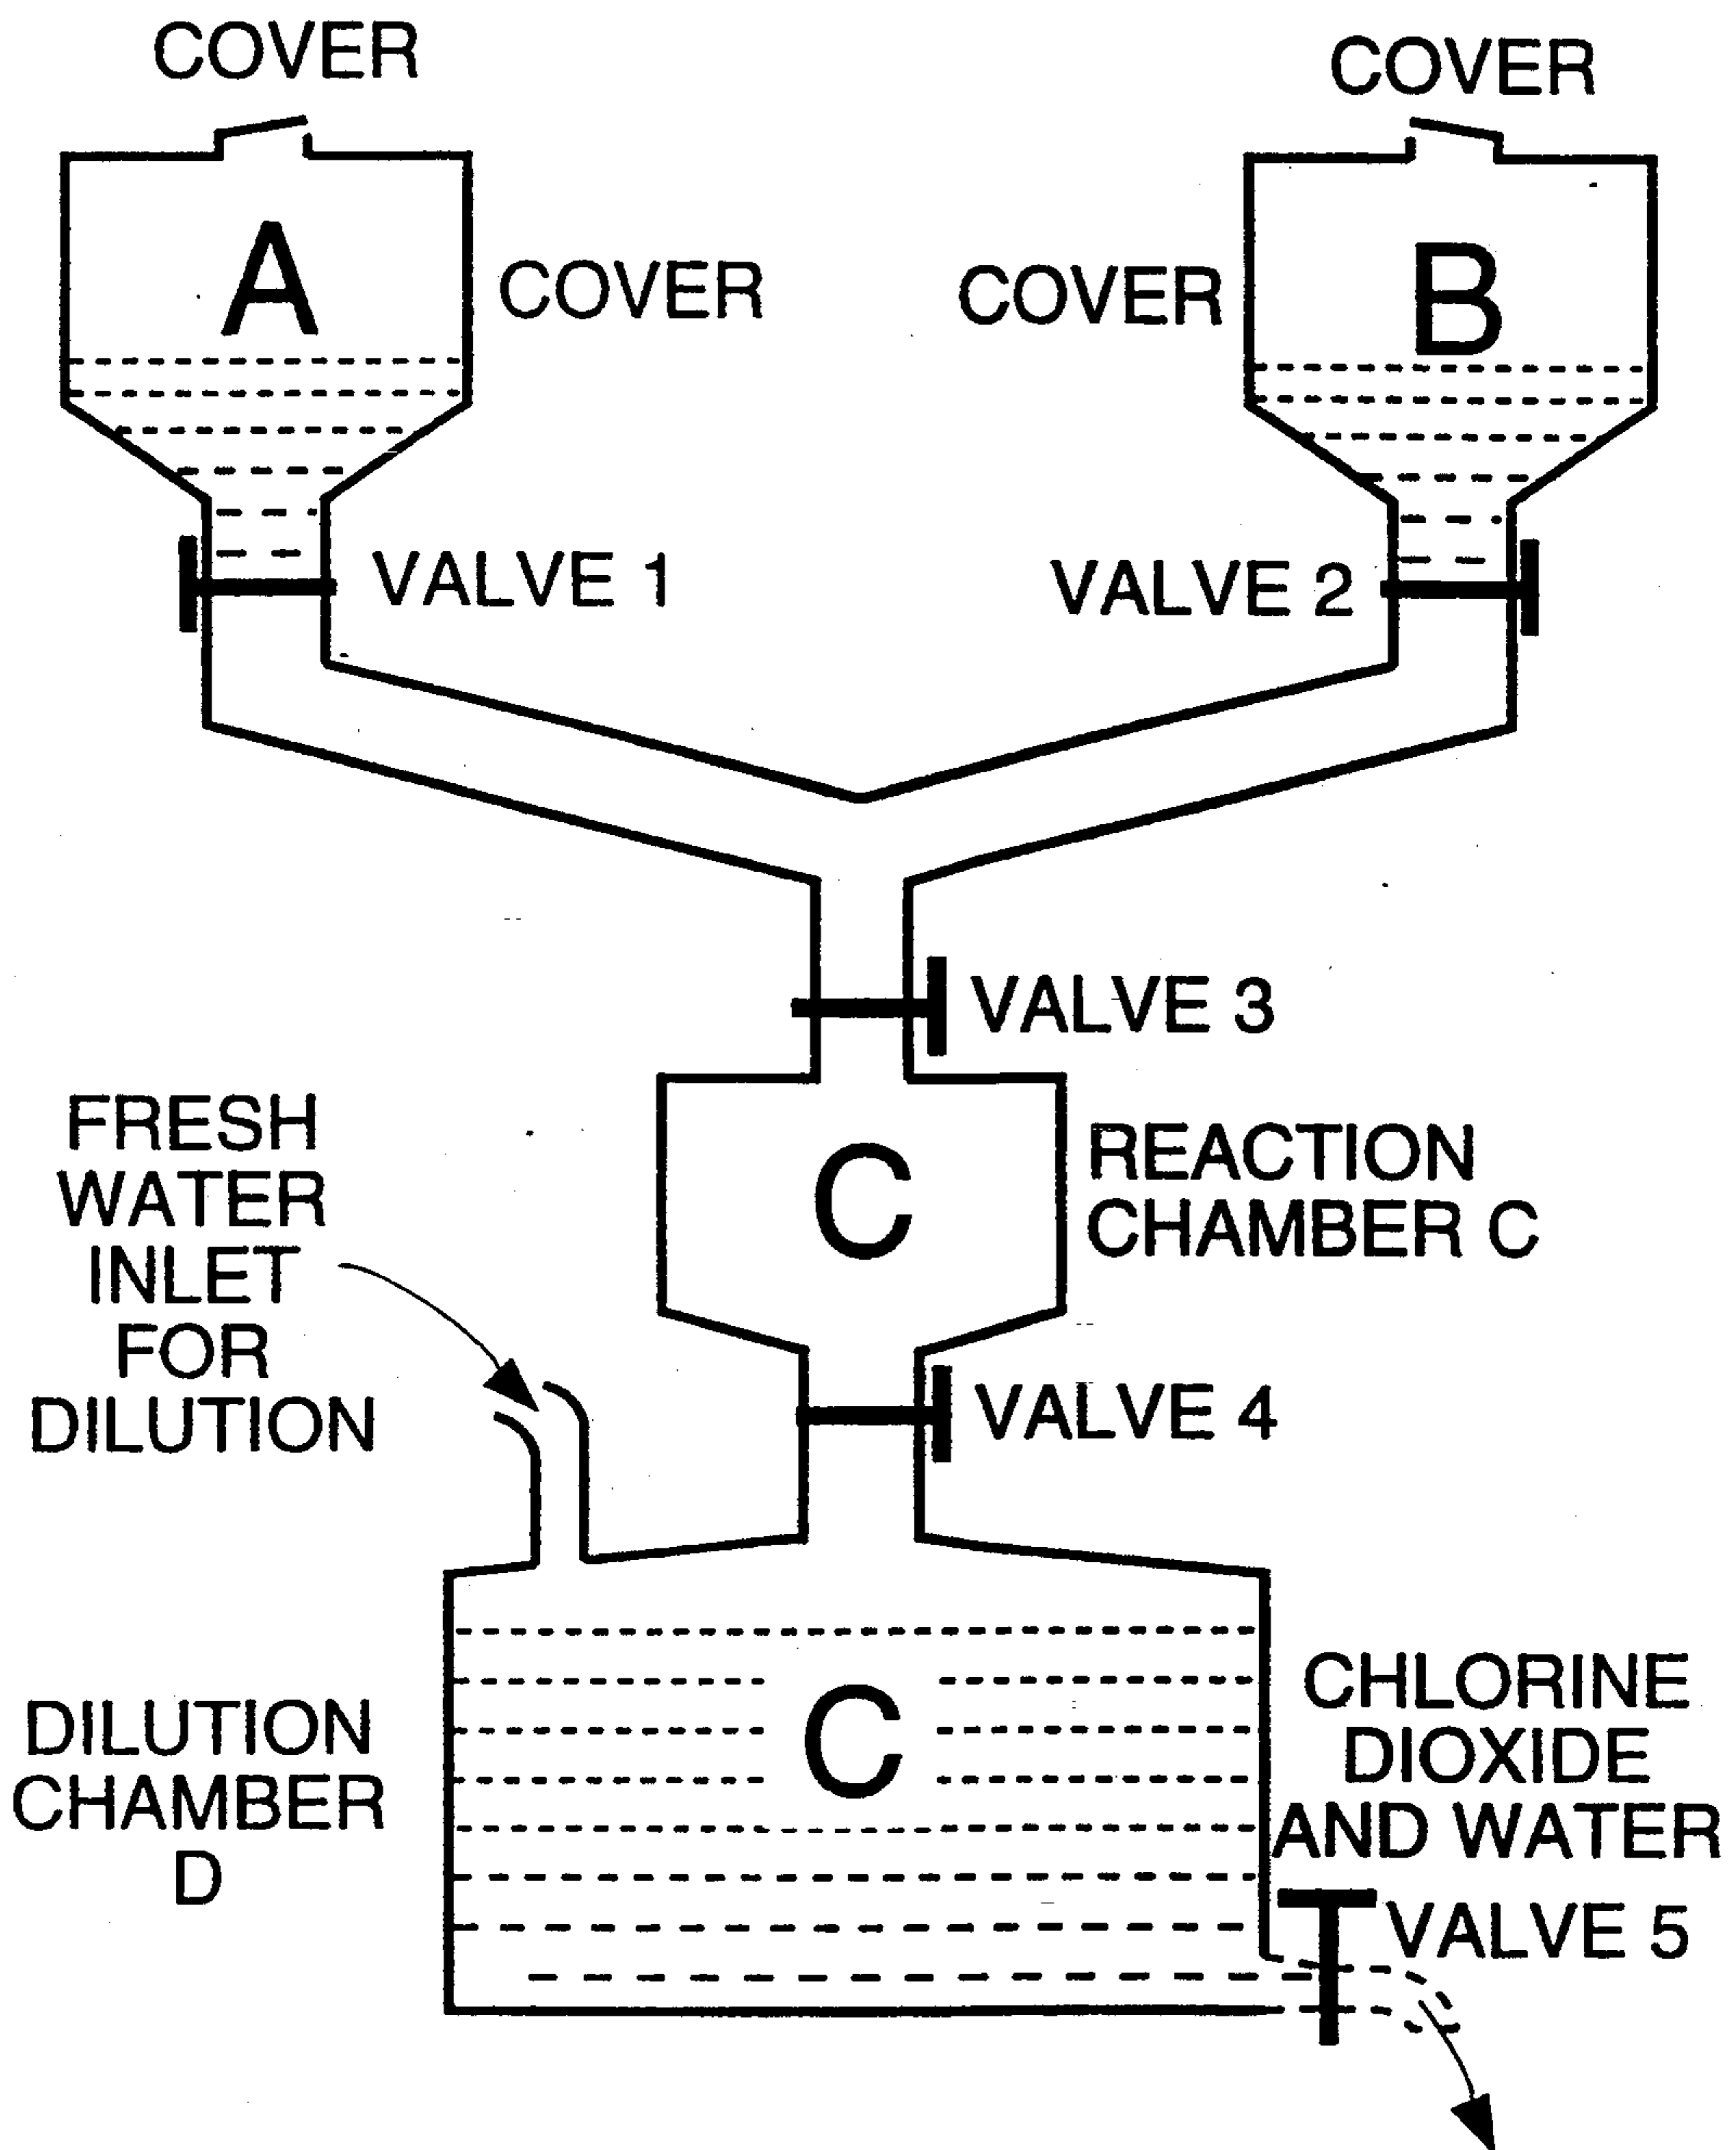 COVER
COVER
A
COVER
COVER
B
VALVE 1
VALVE 2
VALVE 3
FRESH
WATER
INLET
FOR
DILUTION
C
REACTION
CHAMBER C
VALVE 4
DILUTION
CHAMBER
D
C
CHLORINE
DIOXIDE
AND WATER
VALVE 5